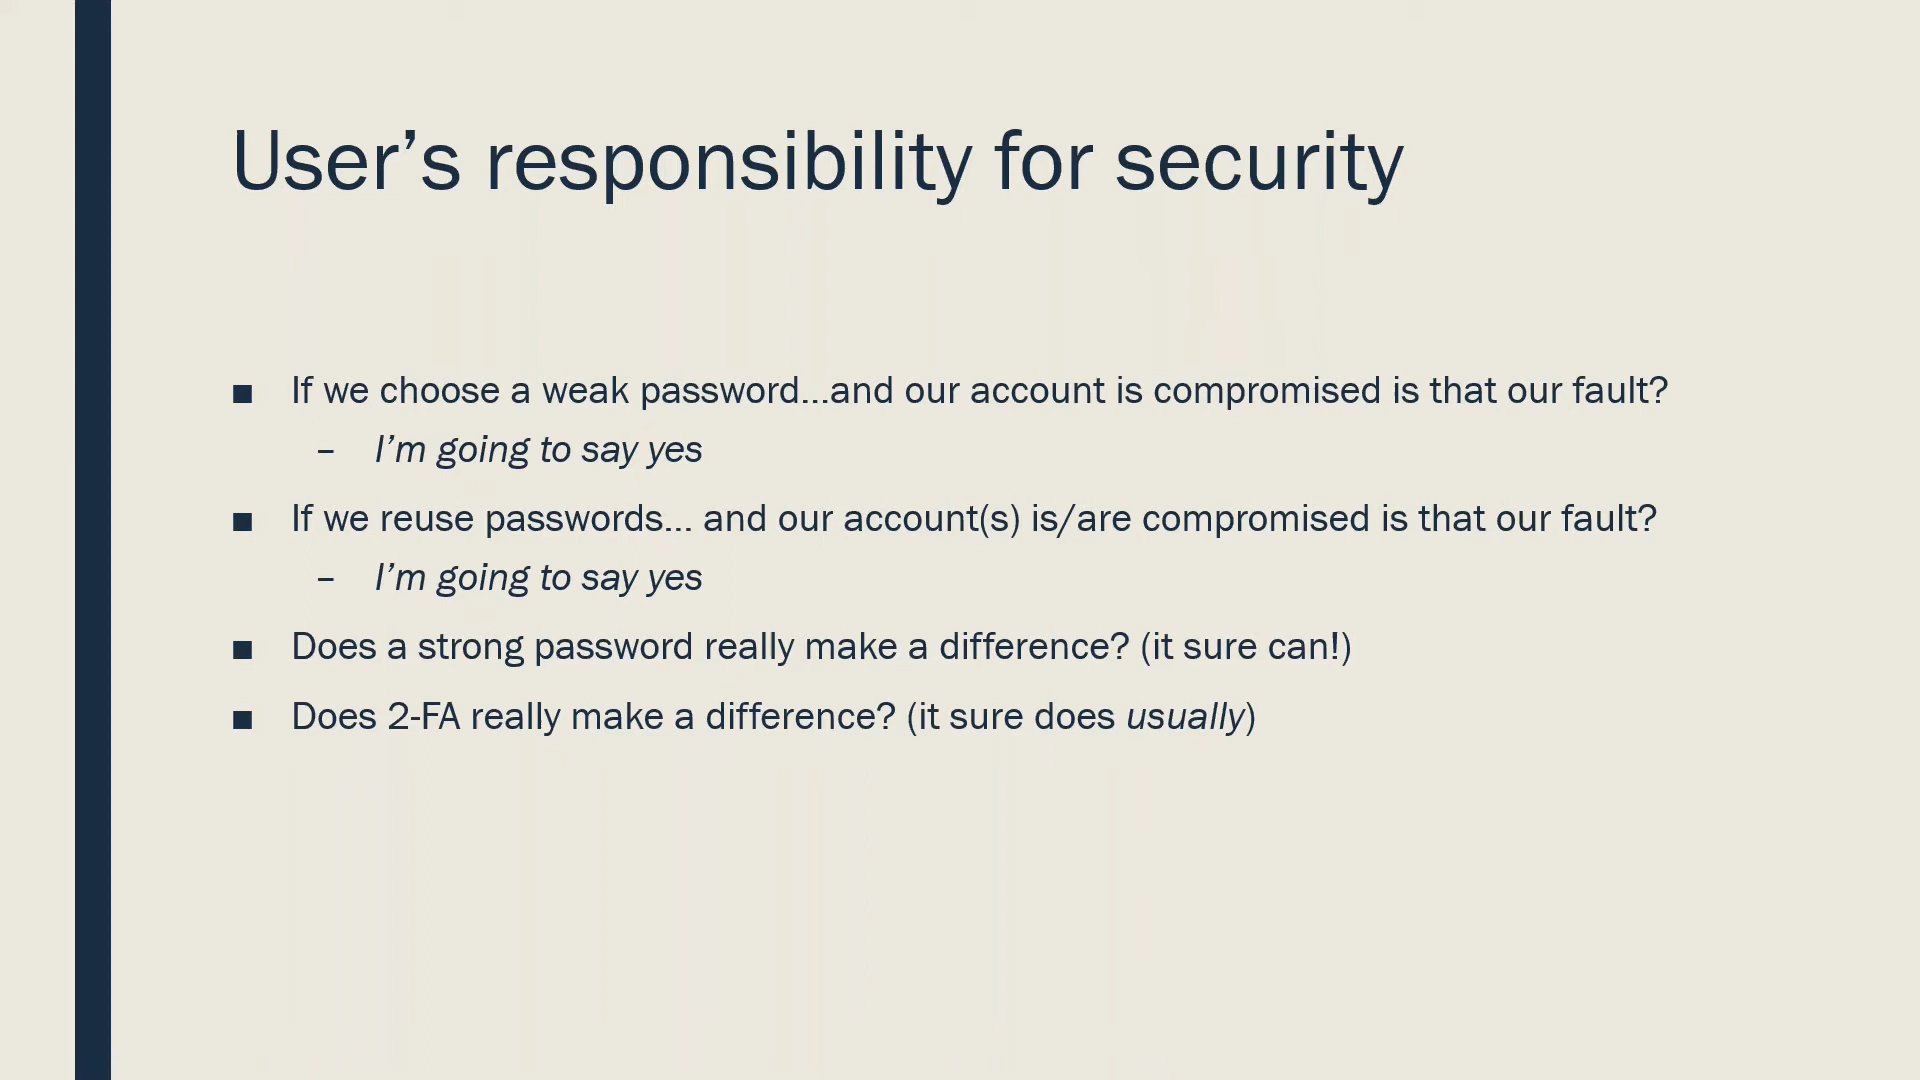 User’s responsibility for security
■ If we choose a weak password...and our account is compromised is that our fault?
– I’m going to say yes
■ If we reuse passwords... and our account(s) is/are compromised is that our fault?
– I’m going to say yes
■ Does a strong password really make a difference? (it sure can!)
■ Does 2-FA really make a difference? (it sure does usually)